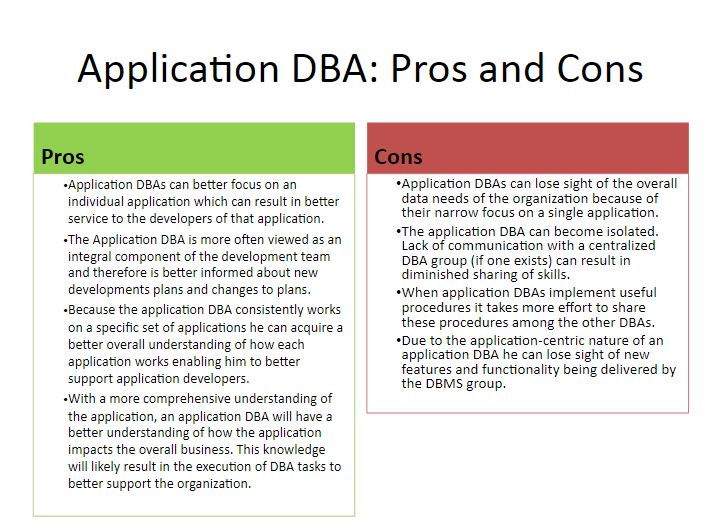 Application DBA: Pros and Cons
Pros
•Application DBAs can better focus on an
individual application which can result in better
service to the developers of that application.
•The Application DBA is more often viewed as an
integral component of the development team
and therefore is better informed about new
developments plans and changes to plans.
•Because the application DBA consistently works
on a specific set of applications he can acquire a
better overall understanding of how each
application works enabling him to better
support application developers.
•With a more comprehensive understanding of
the application, an application DBA will have a
better understanding of how the application
impacts the overall business. This knowledge
will likely result in the execution of DBA tasks to
better support the organization.
Cons
•Application DBAs can lose sight of the overall
data needs of the organization because of
their narrow focus on a single application.
•The application DBA can become isolated.
Lack of communication with a centralized
DBA group (if one exists) can result in
diminished sharing of skills.
•When application DBAs implement useful
procedures it takes more effort to share
these procedures among the other DBAs.
•Due to the application-centric nature of an
application DBA he can lose sight of new
features and functionality being delivered by
the DBMS group.